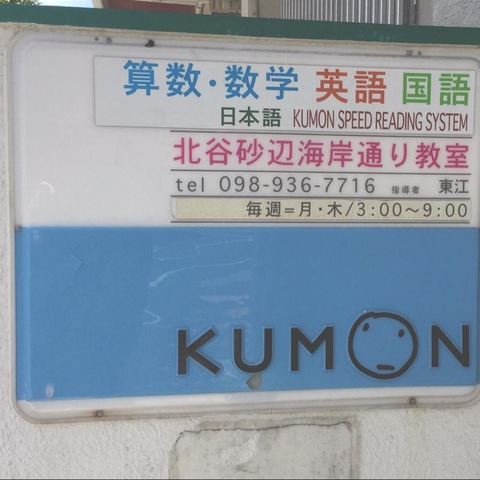 算数・数学 英語 国語
日本語 KUMON SPEED READING SYSTEM
北谷砂辺海岸通り教室
tel 098-936-7716 指導者 東江
毎週=月・木/3:00〜9:00
KUMON